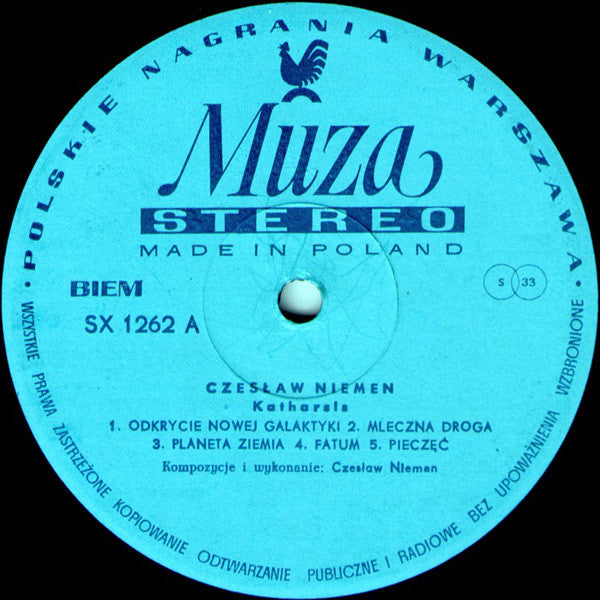 • POLSKIE NAGRANIA WARSZAWA •
Muza
STEREO
MADE IN POLAND
BIEM
S 33
SX 1262 A
CZESŁAW NIEMEN
Katharsis
1. ODKRYCIE NOWEJ GALAKTYKI 2. MLECZNA DROGA
3. PLANETA ZIEMIA 4. FATUM 5. PIECZĘĆ
Kompozycje i wykonanie: Czesław Niemen
WSZYSTKIE PRAWA ZASTRZEŻONE KOPIOWANIE ODTWARZANIE PUBLICZNE I RADIOWE BEZ UPOWAŻNIENIA WZBRONIONE